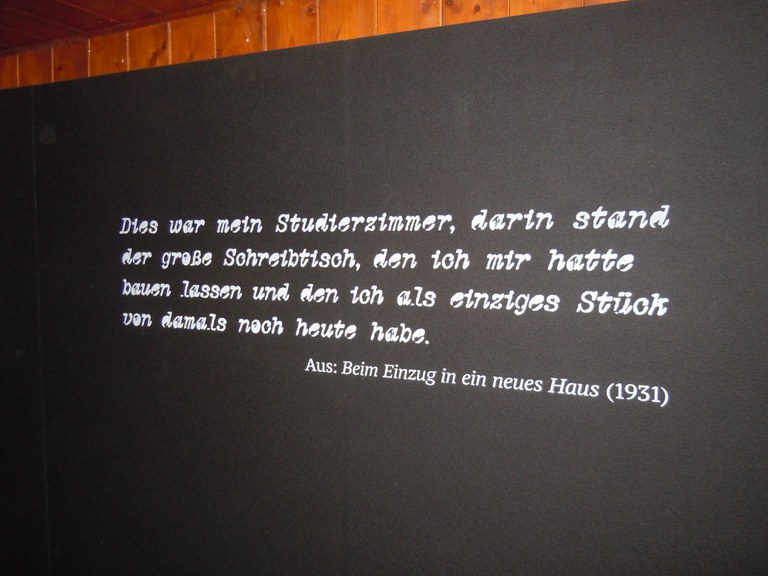 Dies war mein Studierzimmer, darin stand
der große Schreibtisch, den ich mir hatte
bauen lassen und den ich als einziges Stück
von damals noch heute habe.
Aus: Beim Einzug in ein neues Haus (1931)